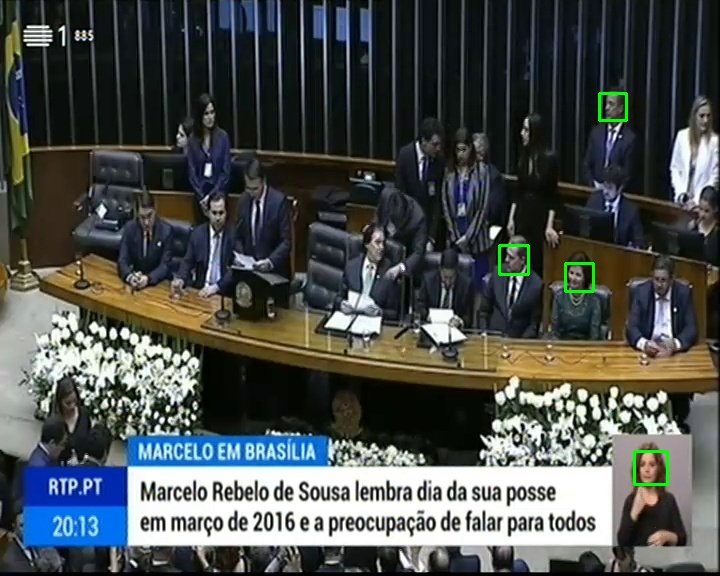 1 885
MARCELO EM BRASÍLIA
RTP.PT
Marcelo Rebelo de Sousa lembra dia da sua posse
20:13
em março de 2016 e a preocupação de falar para todos